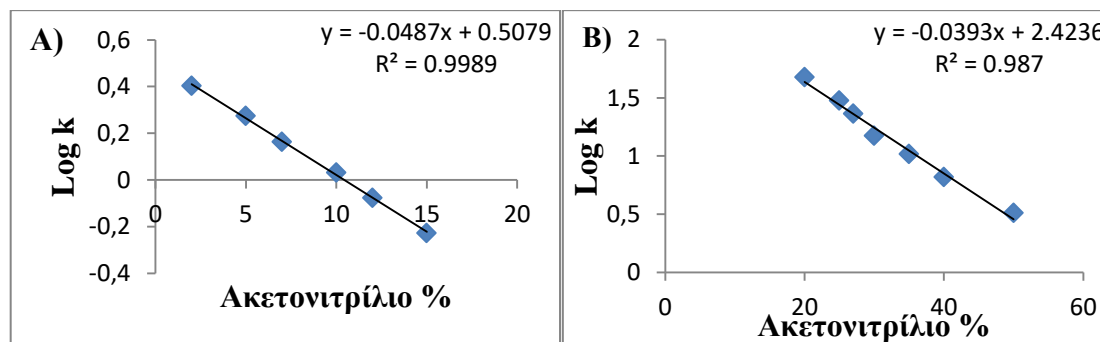 A)
y = -0.0487x + 0.5079
R² = 0.9989
Log k
0,6
0,4
0,2
0
-0,2
-0,4
0 5 10 15 20
Ακετονιτρίλιο %
B)
y = -0.0393x + 2.4236
R² = 0.987
Log k
2
1,5
1
0,5
0
0 20 40 60
Ακετονιτρίλιο %